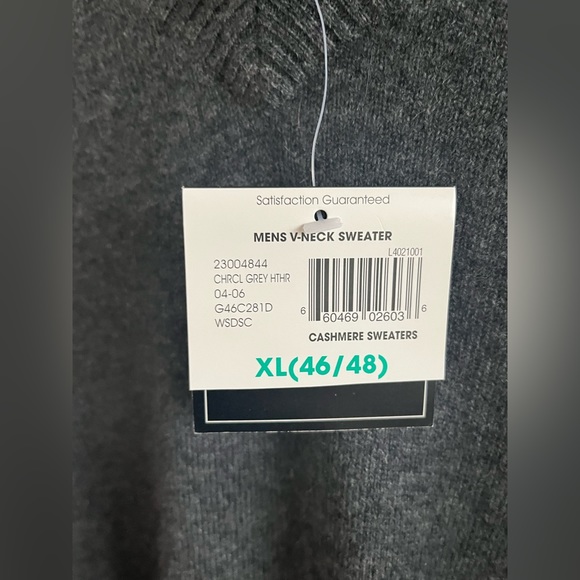 Satisfaction Guaranteed
MENS V-NECK SWEATER
L4021001
23004844
CHRCL GREY HTHR
04-06
G46C281D
WSDSC
6 60469 02603 6
CASHMERE SWEATERS
XL(46/48)